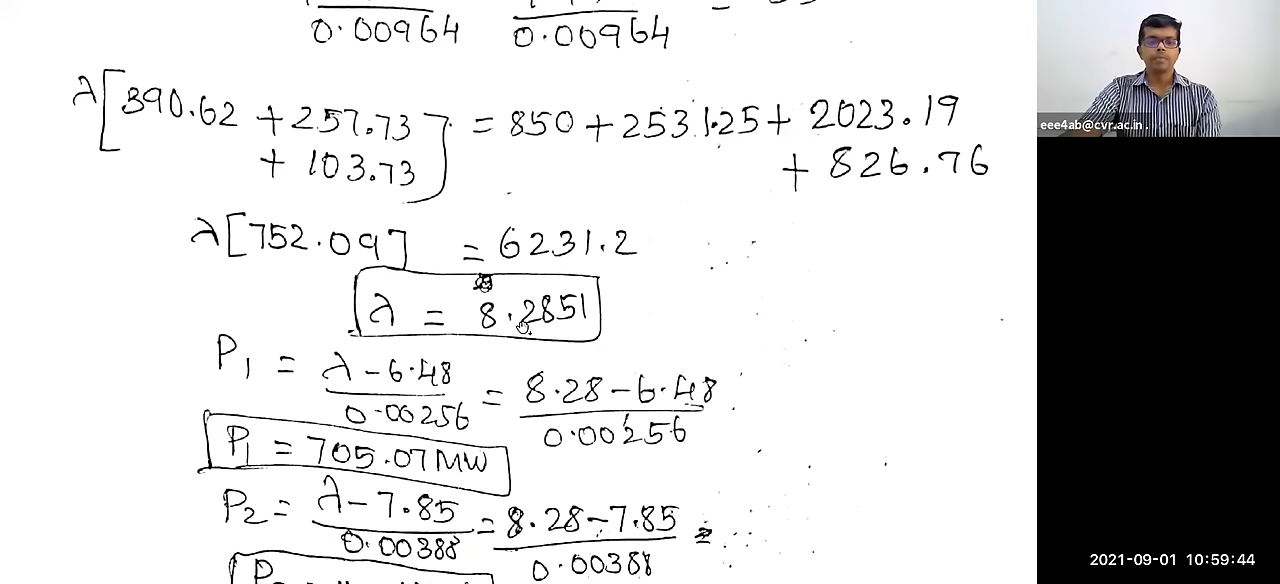 0.00964 0.00964
λ[390.62 + 257.73 + 103.73] = 850 + 2531.25 + 2023.19 + 826.76
λ[752.09] = 6231.2
λ = 8.2851
P1 = λ - 6.48 / 0.00256 = 8.28 - 6.48 / 0.00256
P1 = 705.07 MW
P2 = λ - 7.85 / 0.00388 = 8.28 - 7.85 / 0.00388 =
eee4ab@cvr.ac.in
2021-09-01 10:59:44